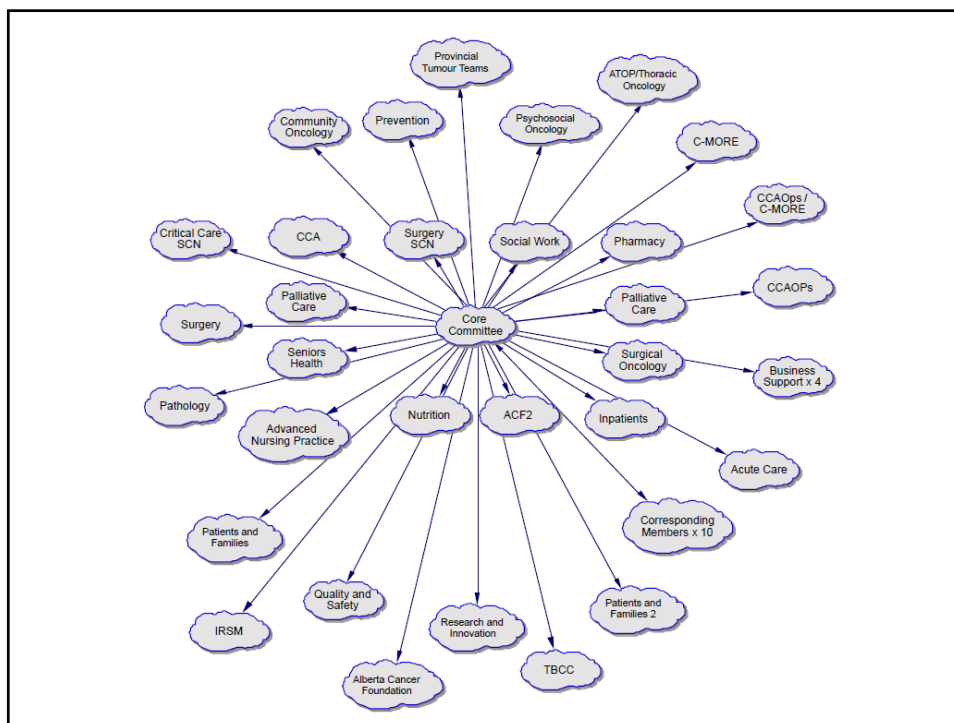 Provincial
Tumour Teams
ATOP/Thoracic
Oncology
Community
Oncology
Prevention
Psychosocial
Oncology
C-MORE
CCAOps /
C-MORE
Critical Care
SCN
CCA
Surgery
SCN
Social Work
Pharmacy
Palliative
Care
Palliative
Care
CCAOPs
Surgery
Core
Committee
Seniors
Health
Surgical
Oncology
Business
Support x 4
Pathology
Advanced
Nursing Practice
Nutrition
ACF2
Inpatients
Acute Care
Patients and
Families
Corresponding
Members x 10
Quality and
Safety
Patients and
Families 2
IRSM
Research and
Innovation
TBCC
Alberta Cancer
Foundation